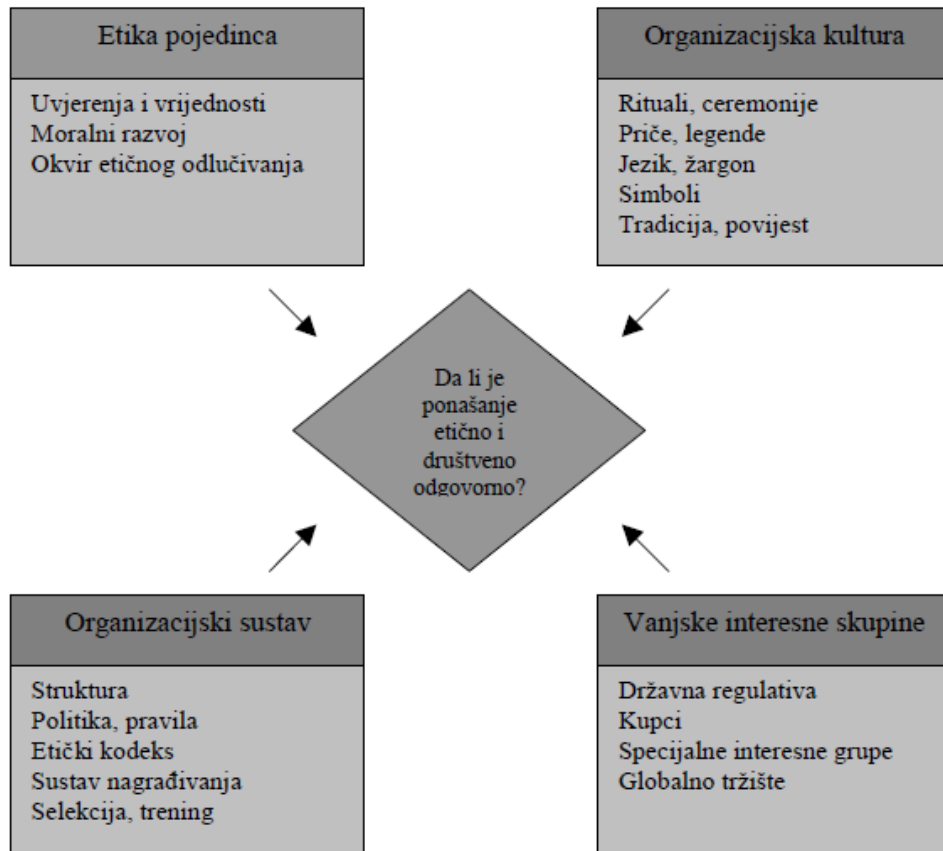 Etika pojedinca
Uvjerenja i vrijednosti
Moralni razvoj
Okvir etičnog odlučivanja
Organizacijska kultura
Rituali, ceremonije
Priče, legende
Jezik, žargon
Simboli
Tradicija, povijest
Da li je
ponašanje
etično i
društveno
odgovorno?
Organizacijski sustav
Struktura
Politika, pravila
Etički kodeks
Sustav nagrađivanja
Selekcija, trening
Vanjske interesne skupine
Državna regulativa
Kupci
Specijalne interesne grupe
Globalno tržište